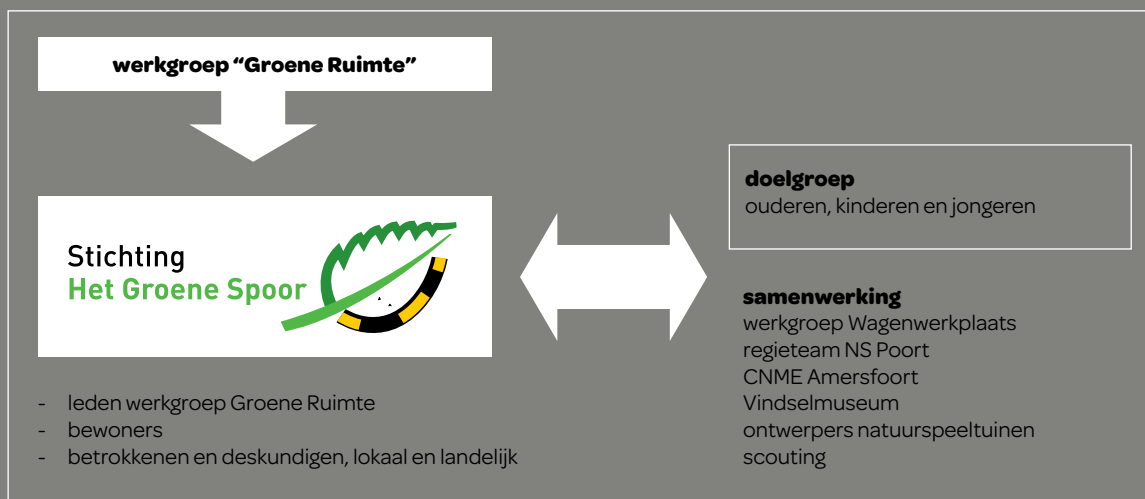 werkgroep “Groene Ruimte”
Stichting
Het Groene Spoor
- leden werkgroep Groene Ruimte
- bewoners
- betrokkenen en deskundigen, lokaal en landelijk
doelgroep
ouderen, kinderen en jongeren
samenwerking
werkgroep Wagenwerkplaats
regieteam NS Poort
CNME Amersfoort
Vindselmuseum
ontwerpers natuurspeeltuinen
scouting